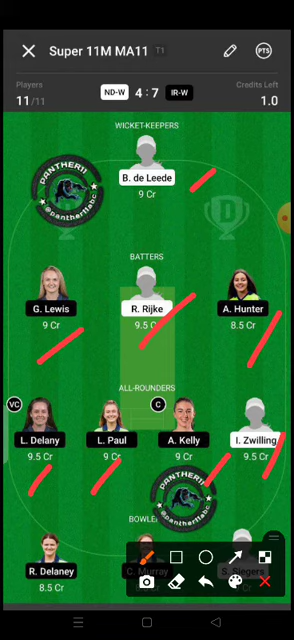 Super 11M MA11 T1
PTS
Players
11/11
ND-W 4 : 7 IR-W
Credits Left
1.0
WICKET-KEEPERS
PANTHER11
@panther11abc
B. de Leede
9 Cr
BATTERS
G. Lewis
9 Cr
R. Rijke
9.5 Cr
A. Hunter
8.5 Cr
ALL-ROUNDERS
VC
C
L. Delany
9.5 Cr
L. Paul
9 Cr
A. Kelly
9 Cr
I. Zwilling
9.5 Cr
PANTHER11
@panther11abc
BOWLE
R. Delaney
8.5 Cr
C. Murray
S. Siegers